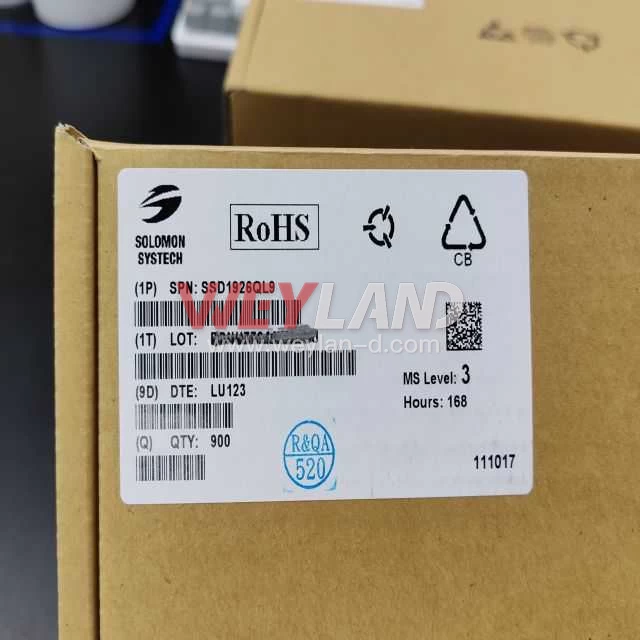 SOLOMON
SYSTECH
RoHS
CB
(1P) SPN: SSD1926QL9
WEYLAND
(1T) LOT:
www.weylan-d.com
MS Level: 3
(9D) DTE: LU123
Hours: 168
(Q) QTY: 900
R&QA
520
111017